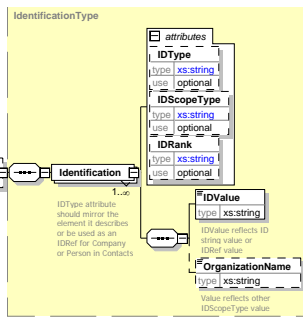 IdentificationType
attributes
IDType
type xs:string
use optional
IDScopeType
type xs:string
use optional
IDRank
type xs:string
use optional
Identification
1..∞
IDType attribute
should mirror the
element it describes
or be used as an
IDRef for Company
or Person in Contacts
IDValue
type xs:string
IDValue reflects ID
string value or
IDRef value
OrganizationName
type xs:string
Value reflects other
IDScopeType value